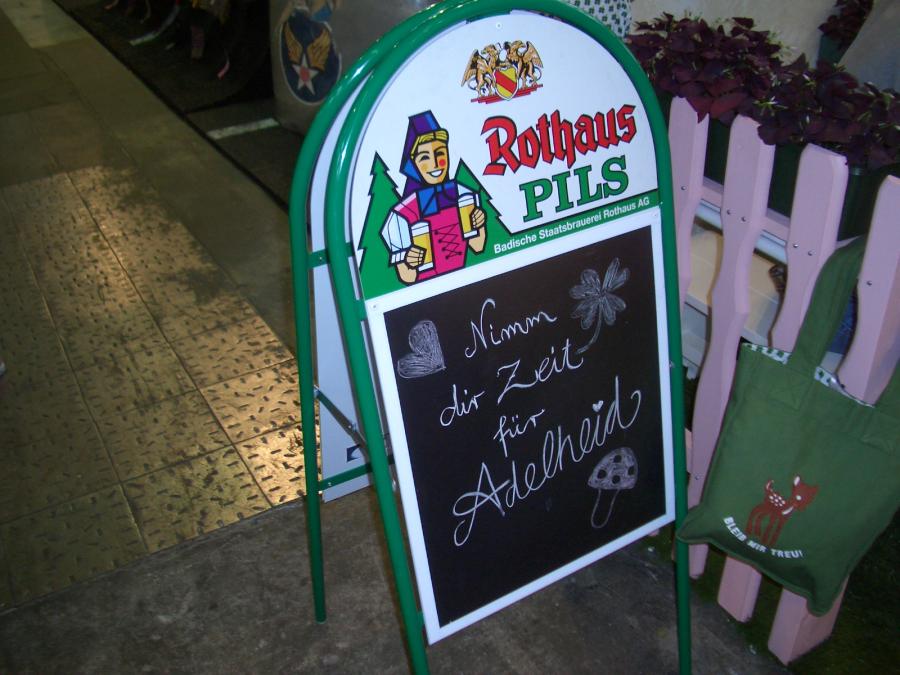 Rothaus
PILS
Badische Staatsbrauerei Rothaus AG
Nimm
dir Zeit
für
Adelheid
BLEIB MIR TREU!